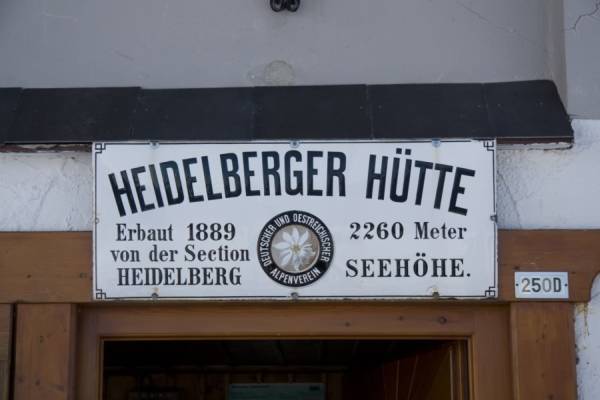 HEIDELBERGER HÜTTE
Erbaut 1889
von der Section
HEIDELBERG
DEUTSCHER UND OESTREICHISCHER
ALPENVEREIN
2260 Meter
SEEHÖHE.
250D